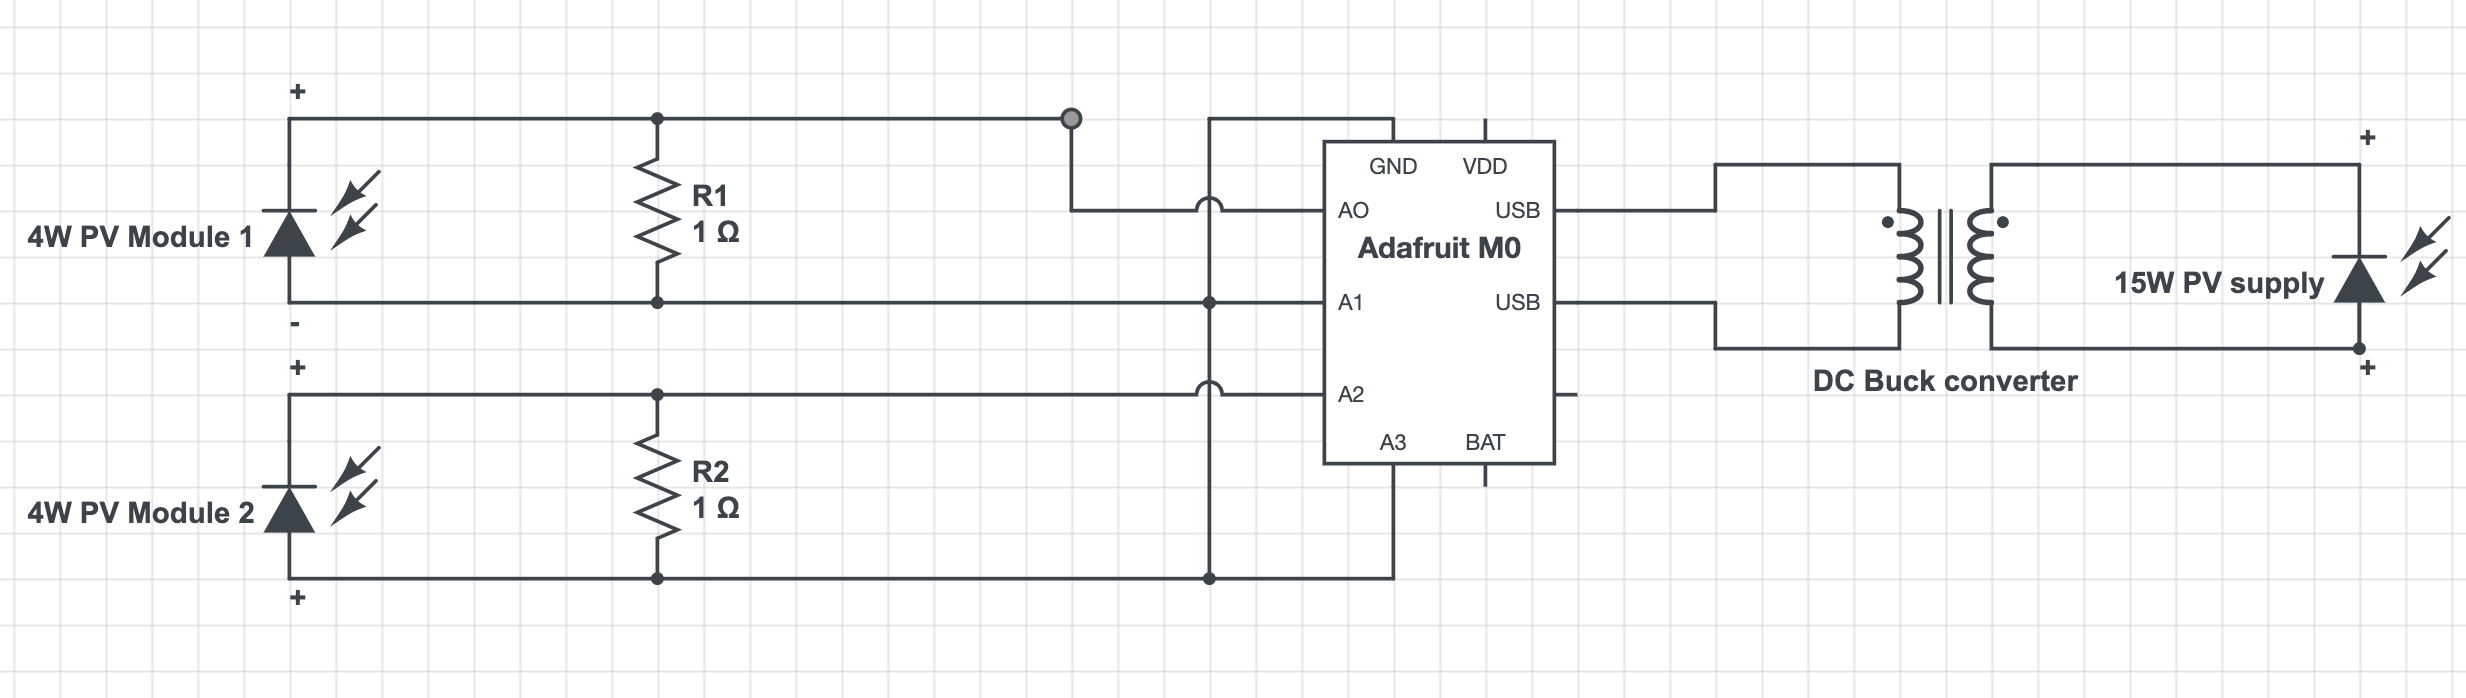 +
4W PV Module 1
-
R1
1 Ω
+
4W PV Module 2
+
R2
1 Ω
GND
VDD
AO
USB
Adafruit M0
A1
USB
A2
A3
BAT
DC Buck converter
+
15W PV supply
+